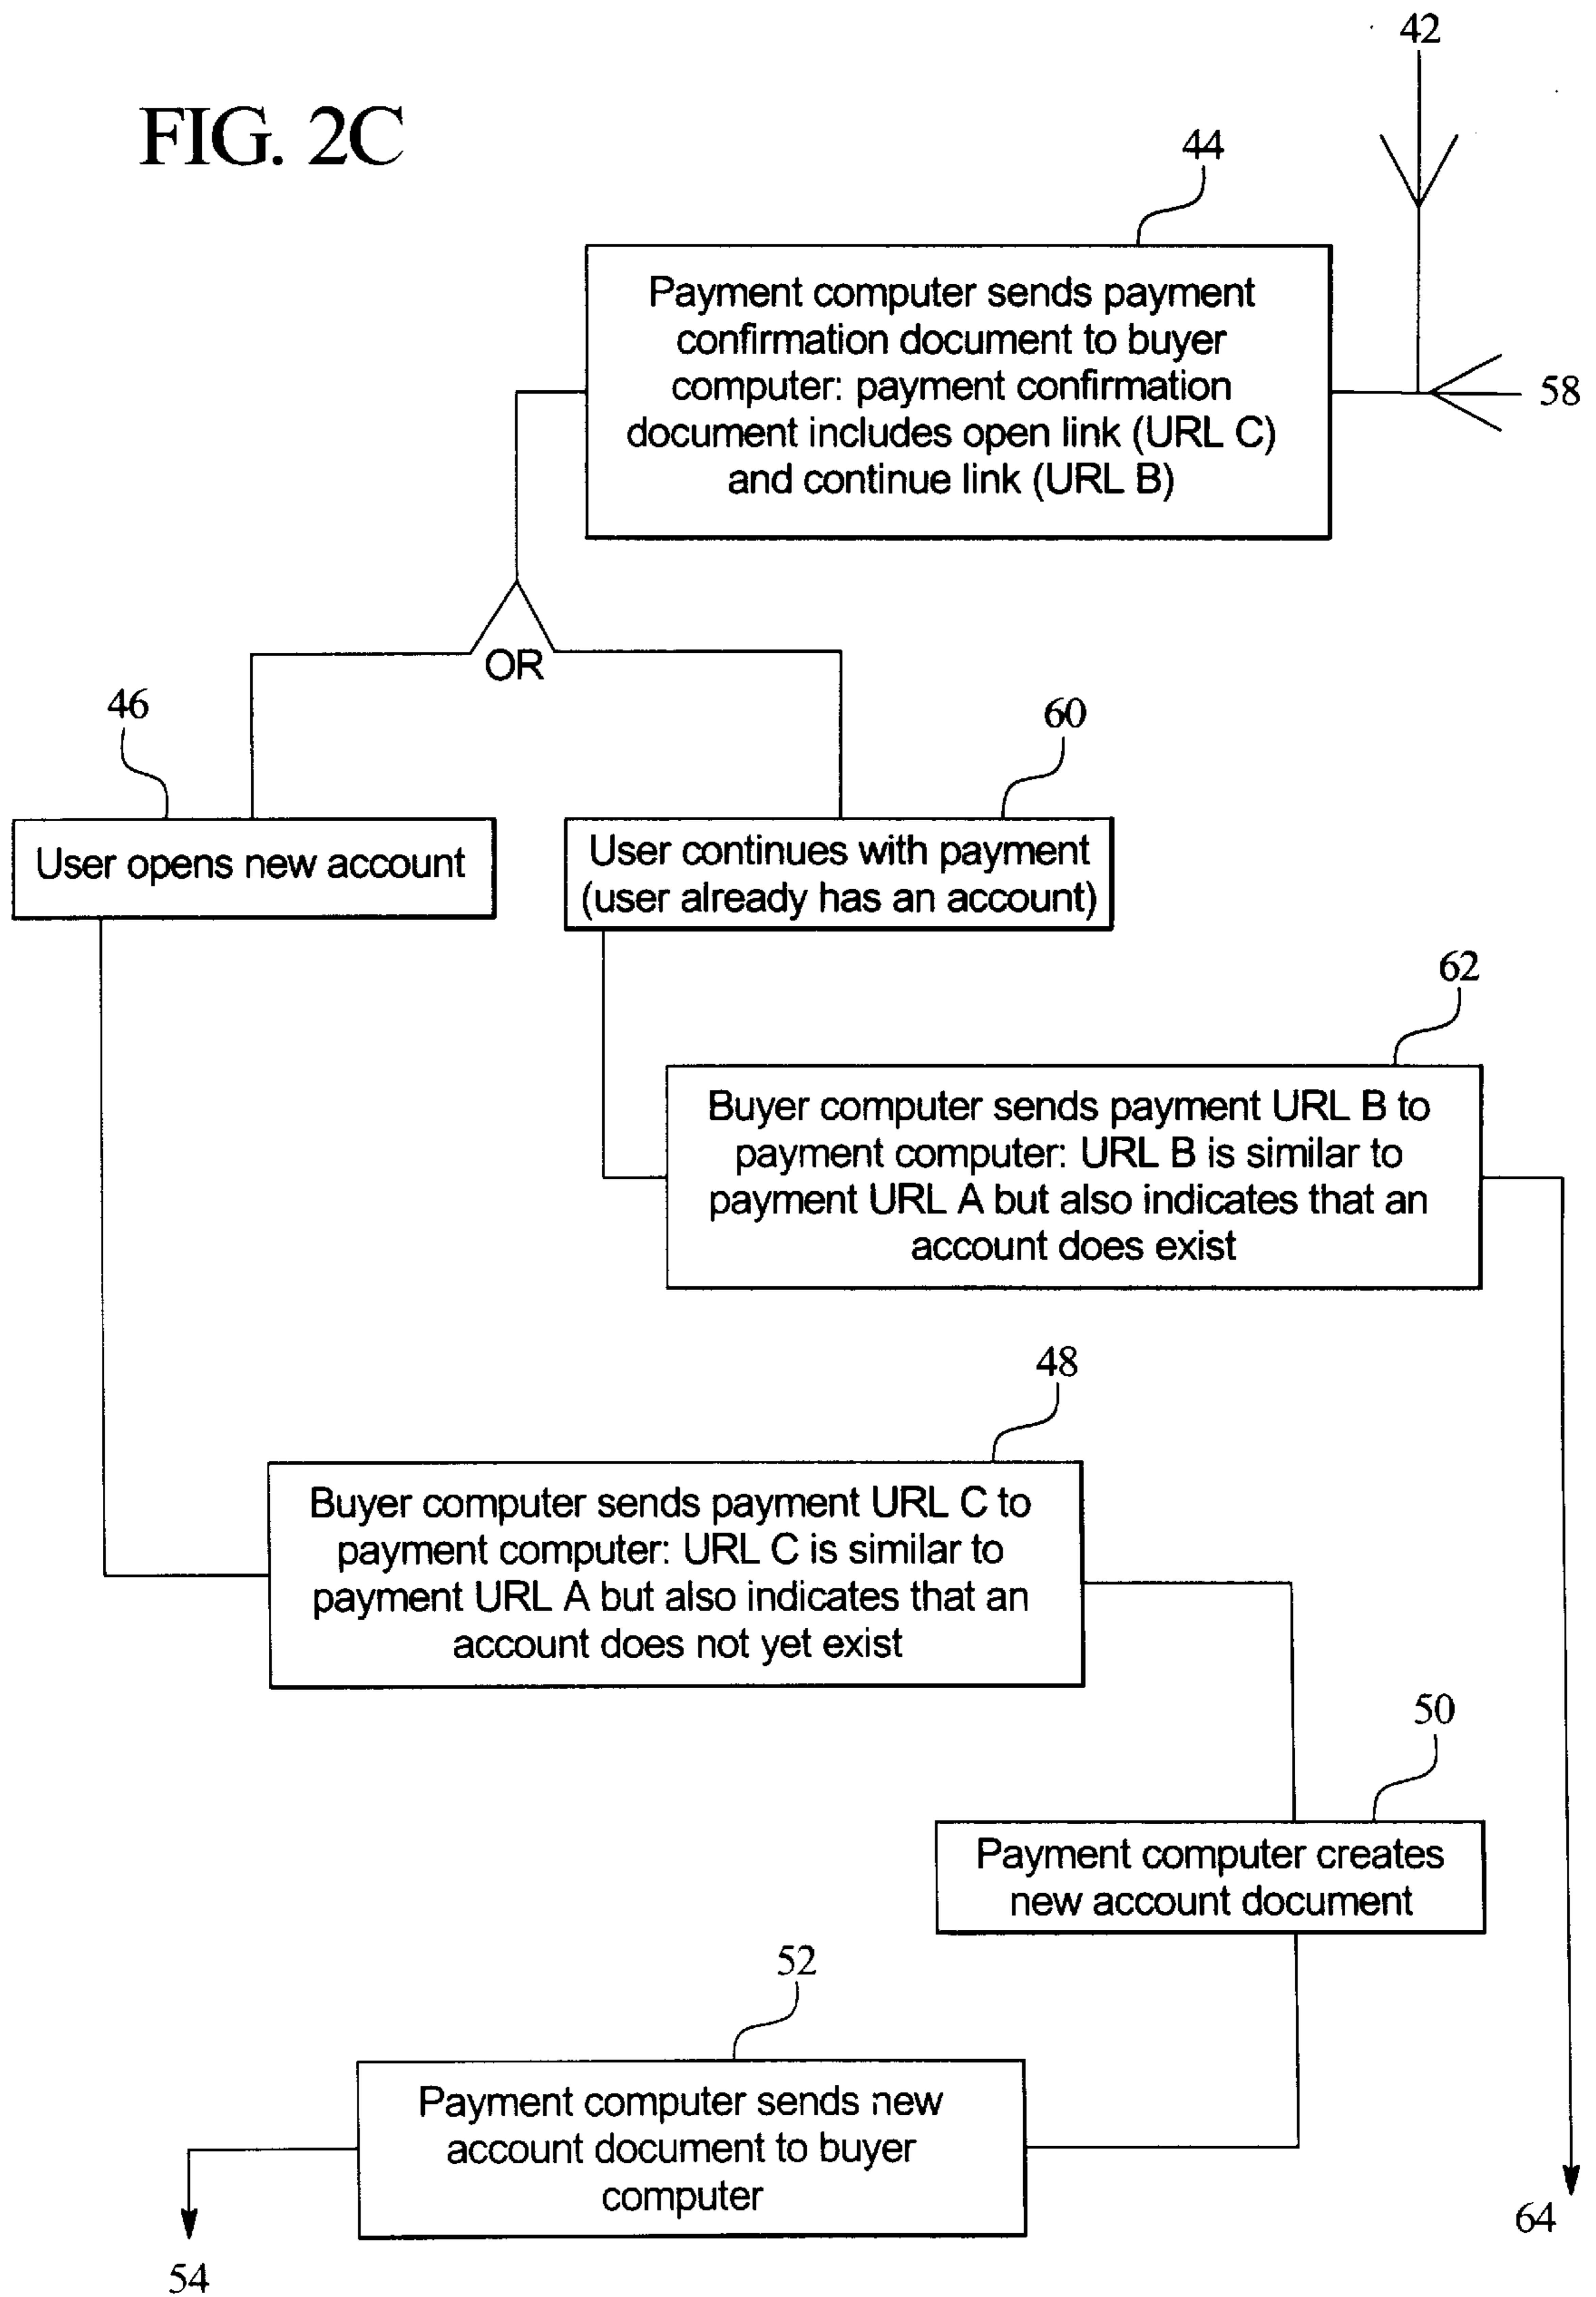 42
FIG. 2C
44
Payment computer sends payment
confirmation document to buyer
computer: payment confirmation
document includes open link (URL C)
and continue link (URL B)
58
OR
46
60
User opens new account
User continues with payment
(user already has an account)
62
Buyer computer sends payment URL B to
payment computer: URL B is similar to
payment URL A but also indicates that an
account does exist
48
Buyer computer sends payment URL C to
payment computer: URL C is similar to
payment URL A but also indicates that an
account does not yet exist
50
Payment computer creates
new account document
52
Payment computer sends new
account document to buyer
computer
64
54